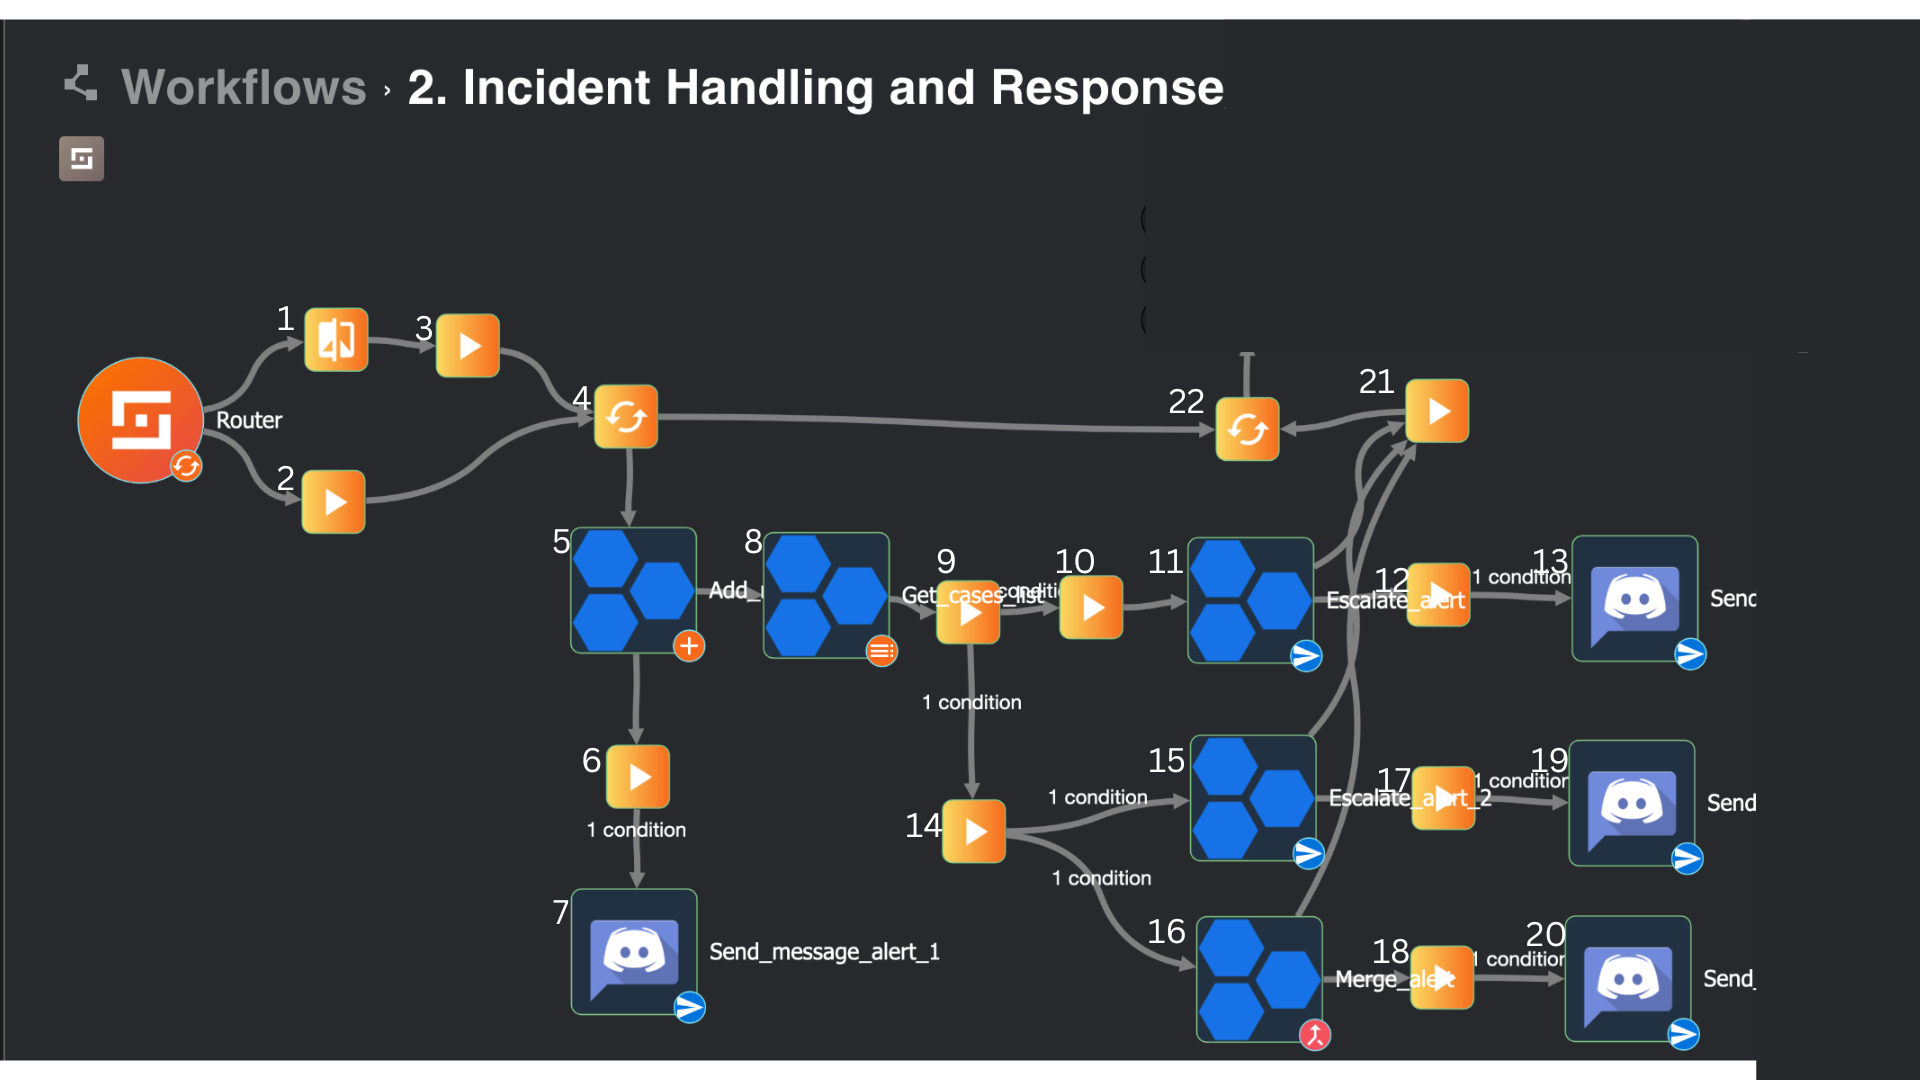 Workflows › 2. Incident Handling and Response
1
3
Router
2
4
22
21
5
Add_
8
Get_cases_list
9
conditi
10
11
Escalate_alert
12
1 condition
13
Send
1 condition
6
1 condition
14
1 condition
1 condition
15
Escalate_alert_2
17
1 condition
19
Send
7
Send_message_alert_1
16
Merge_alert
18
1 condition
20
Send_